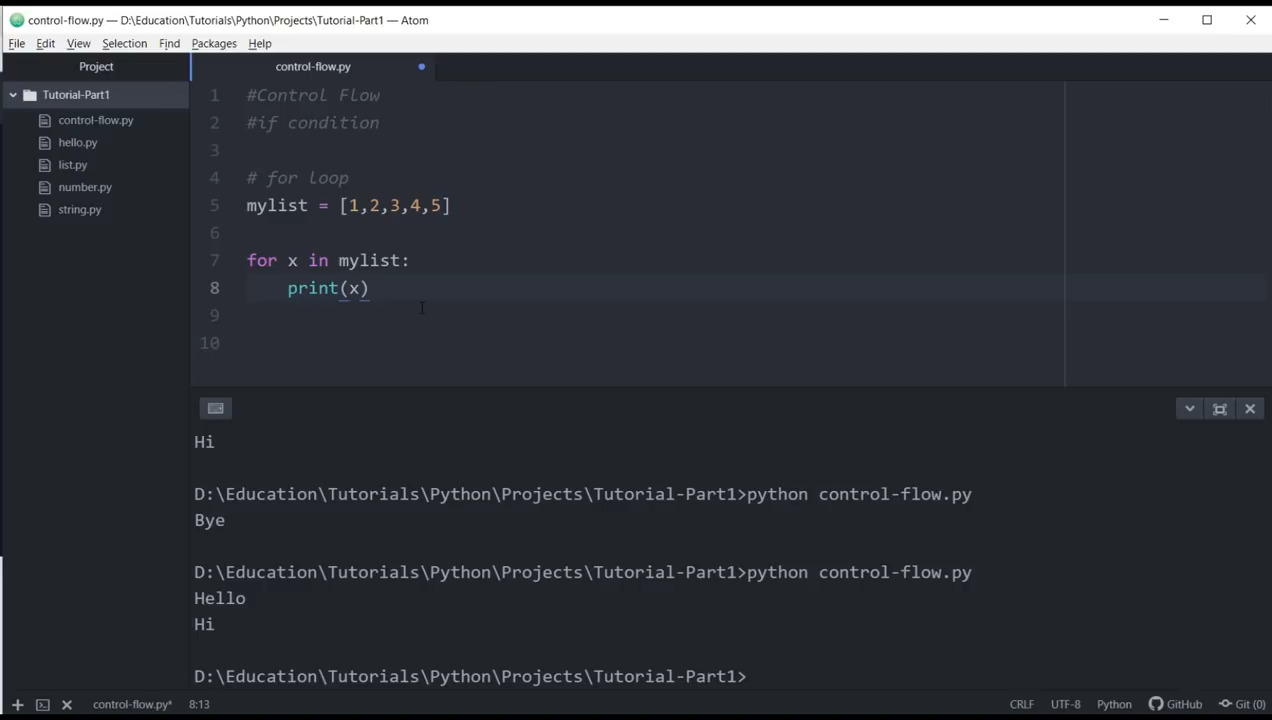 control-flow.py — D:\Education\Tutorials\Python\Projects\Tutorial-Part1 — Atom
File Edit View Selection Find Packages Help
Project
control-flow.py
Tutorial-Part1
control-flow.py
hello.py
list.py
number.py
string.py
1 #Control Flow
2 #if condition
3
4 # for loop
5 mylist = [1,2,3,4,5]
6
7 for x in mylist:
8 print(x)
9
10
Hi
D:\Education\Tutorials\Python\Projects\Tutorial-Part1>python control-flow.py
Bye
D:\Education\Tutorials\Python\Projects\Tutorial-Part1>python control-flow.py
Hello
Hi
D:\Education\Tutorials\Python\Projects\Tutorial-Part1>
control-flow.py* 8:13 CRLF UTF-8 Python GitHub Git (0)